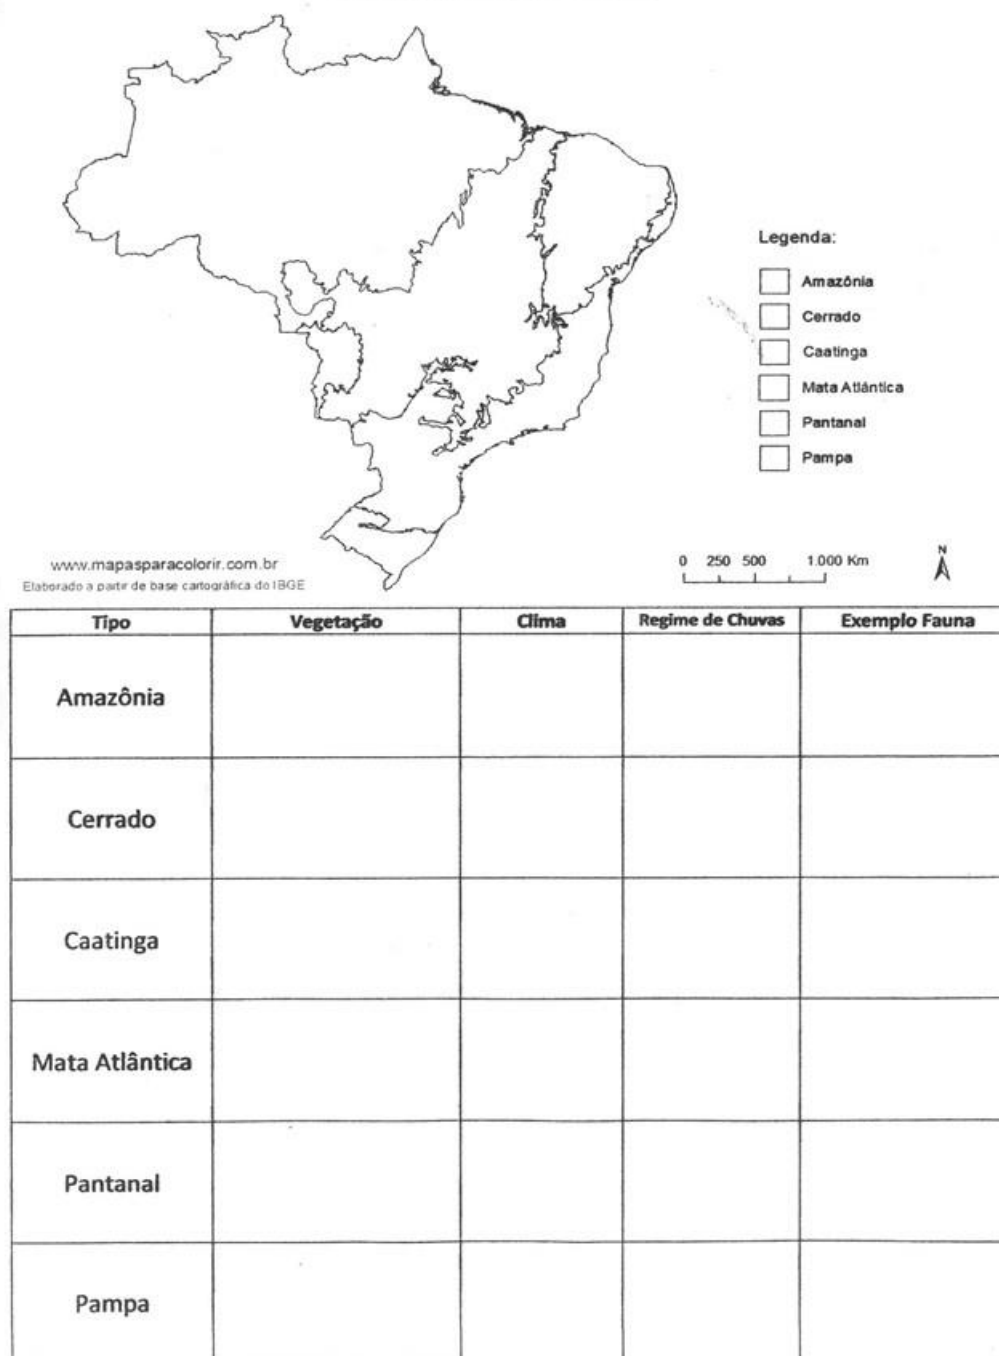 Legenda:
Amazônia
Cerrado
Caatinga
Mata Atlântica
Pantanal
Pampa
www.mapasparacolorir.com.br
Elaborado a partir de base cartográfica do IBGE
0 250 500 1.000 Km
N
Tipo Vegetação Clima Regime de Chuvas Exemplo Fauna
Amazônia
Cerrado
Caatinga
Mata Atlântica
Pantanal
Pampa